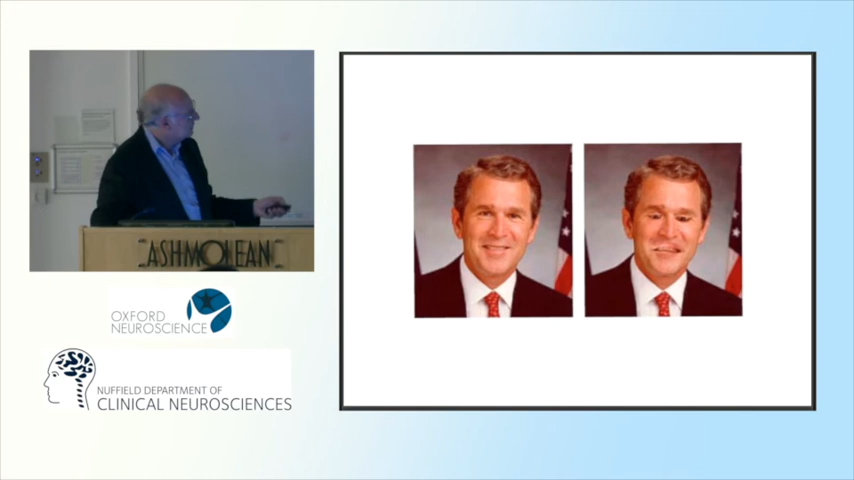 ASHMOLEAN
OXFORD
NEUROSCIENCE
NUFFIELD DEPARTMENT OF
CLINICAL NEUROSCIENCES